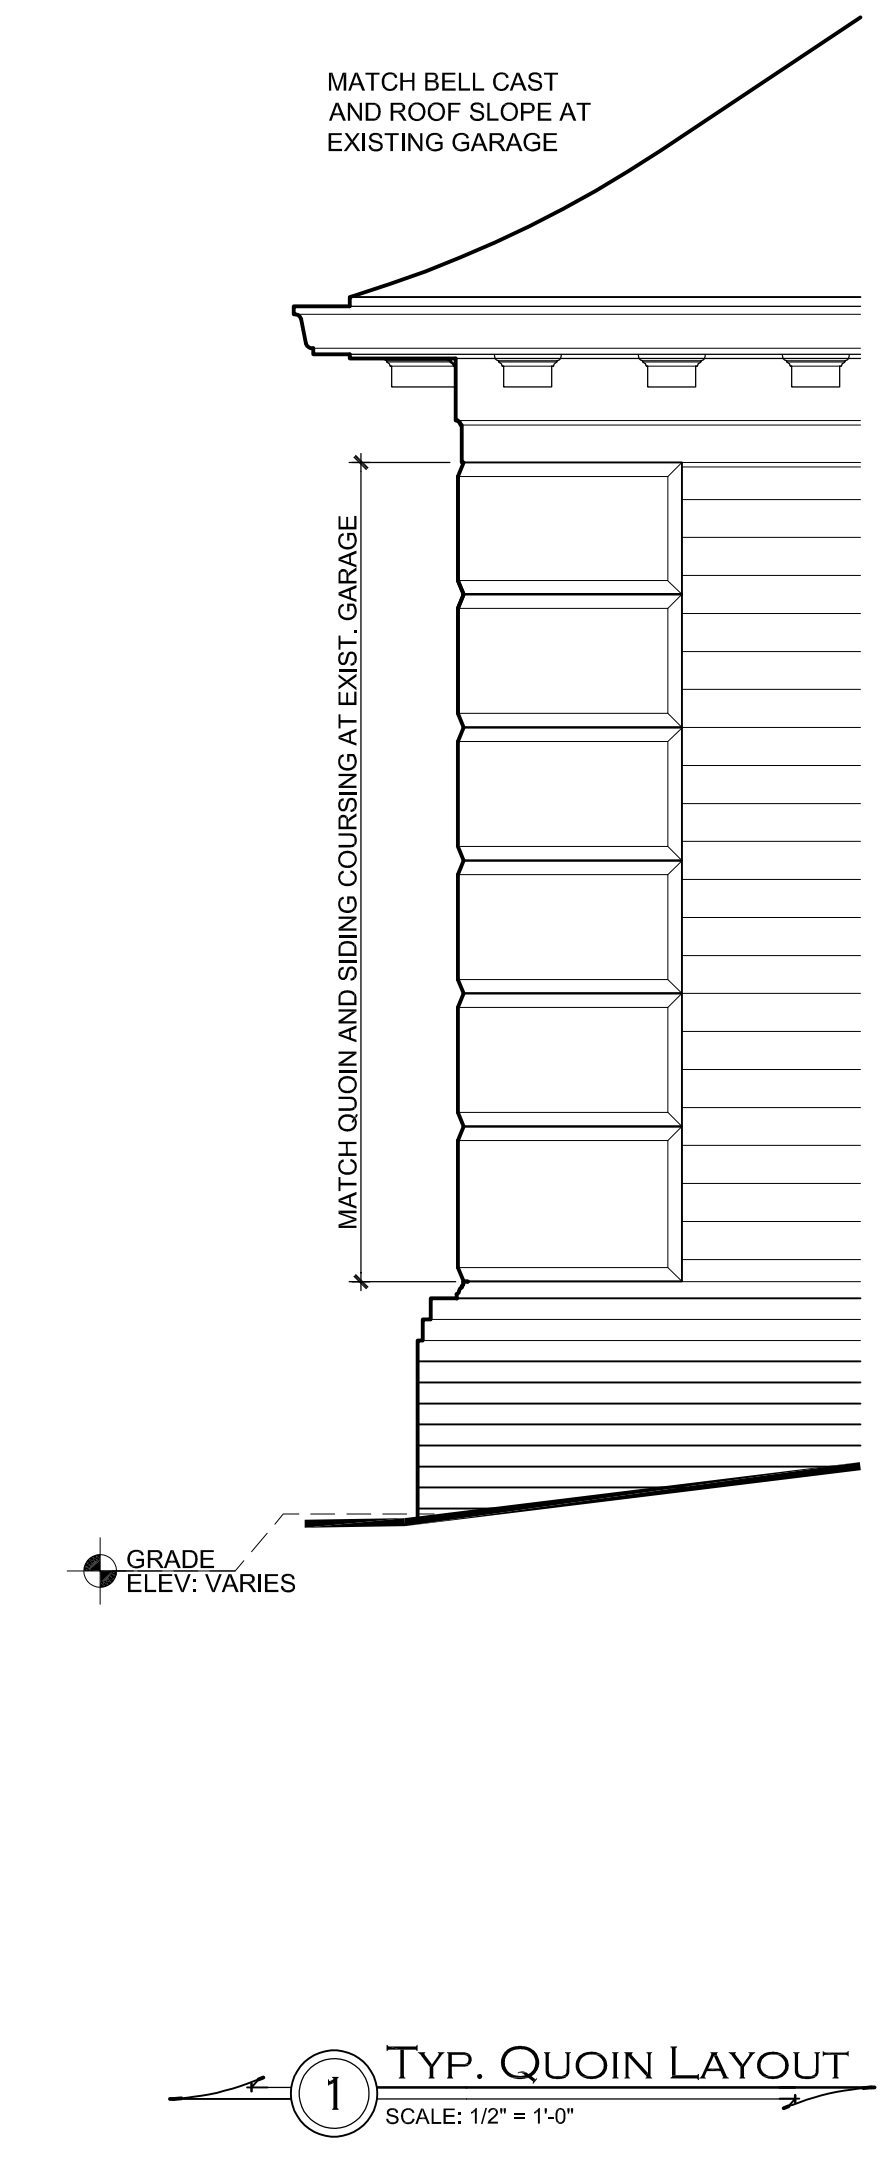 MATCH BELL CAST
AND ROOF SLOPE AT
EXISTING GARAGE
MATCH QUOIN AND SIDING COURSING AT EXIST. GARAGE
GRADE
ELEV: VARIES
1
TYP. QUOIN LAYOUT
SCALE: 1/2" = 1'-0"